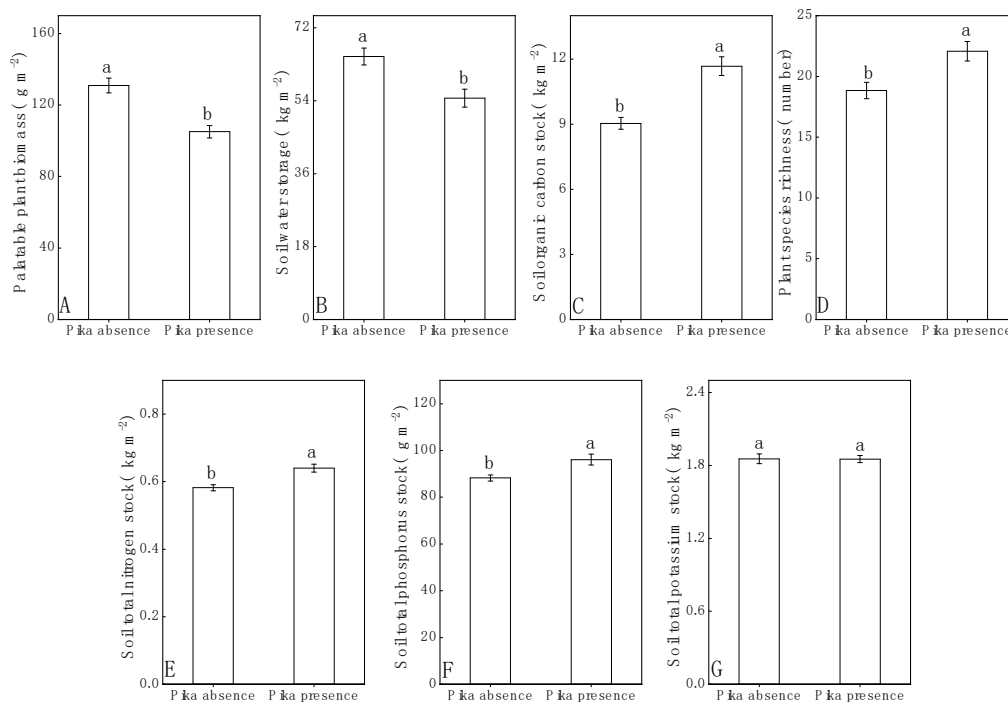 Palatable plant biomass( g m−2)
160
120
80
40
0
a
b
A
Pika absence Pika presence
Soil water storage( kg m−2)
72
54
36
18
0
a
b
B
Pika absence Pika presence
Soil organic carbon stock( kg m−2)
12
9
6
3
0
b
a
C
Pika absence Pika presence
Plant species richness( number)
25
20
15
10
5
0
b
a
D
Pika absence Pika presence
Soil total nitrogen stock( kg m−2)
0.8
0.6
0.4
0.2
0.0
b
a
E
Pika absence Pika presence
Soil total phosphorus stock( g m−2)
120
100
80
60
40
20
0
b
a
F
Pika absence Pika presence
Soil total potassium stock( kg m−2)
2.4
1.8
1.2
0.6
0.0
a
a
G
Pika absence Pika presence